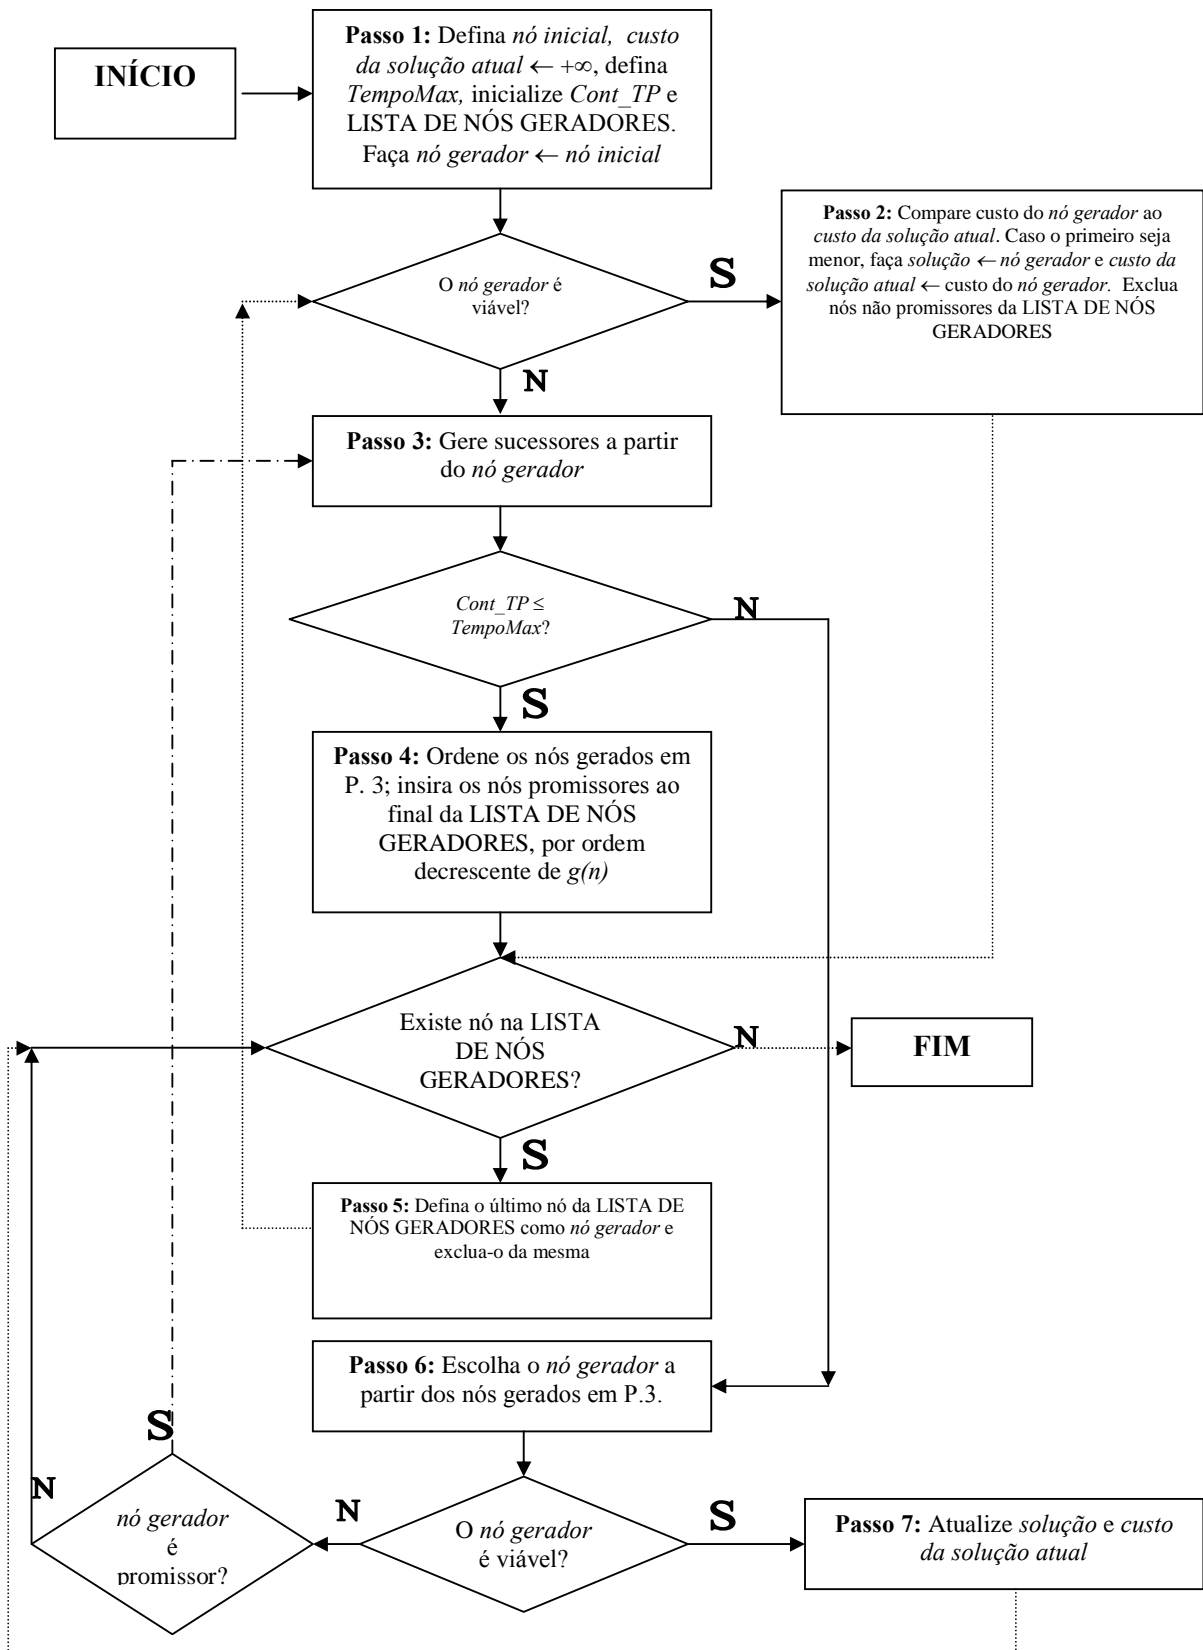 INÍCIO
Passo 1: Defina nó inicial, custo
da solução atual ← +∞, defina
TempoMax, inicialize Cont_TP e
LISTA DE NÓS GERADORES.
Faça nó gerador ← nó inicial
Passo 2: Compare custo do nó gerador ao
custo da solução atual. Caso o primeiro seja
menor, faça solução ← nó gerador e custo da
solução atual ← custo do nó gerador. Exclua
nós não promissores da LISTA DE NÓS
GERADORES
O nó gerador é
viável?
S
N
Passo 3: Gere sucessores a partir
do nó gerador
Cont_TP ≤
TempoMax?
N
S
Passo 4: Ordene os nós gerados em
P. 3; insira os nós promissores ao
final da LISTA DE NÓS
GERADORES, por ordem
decrescente de g(n)
Existe nó na LISTA
DE NÓS
GERADORES?
N
FIM
S
Passo 5: Defina o último nó da LISTA DE
NÓS GERADORES como nó gerador e
exclua-o da mesma
Passo 6: Escolha o nó gerador a
partir dos nós gerados em P.3.
S
N
nó gerador
é
promissor?
N
O nó gerador
é viável?
S
Passo 7: Atualize solução e custo
da solução atual